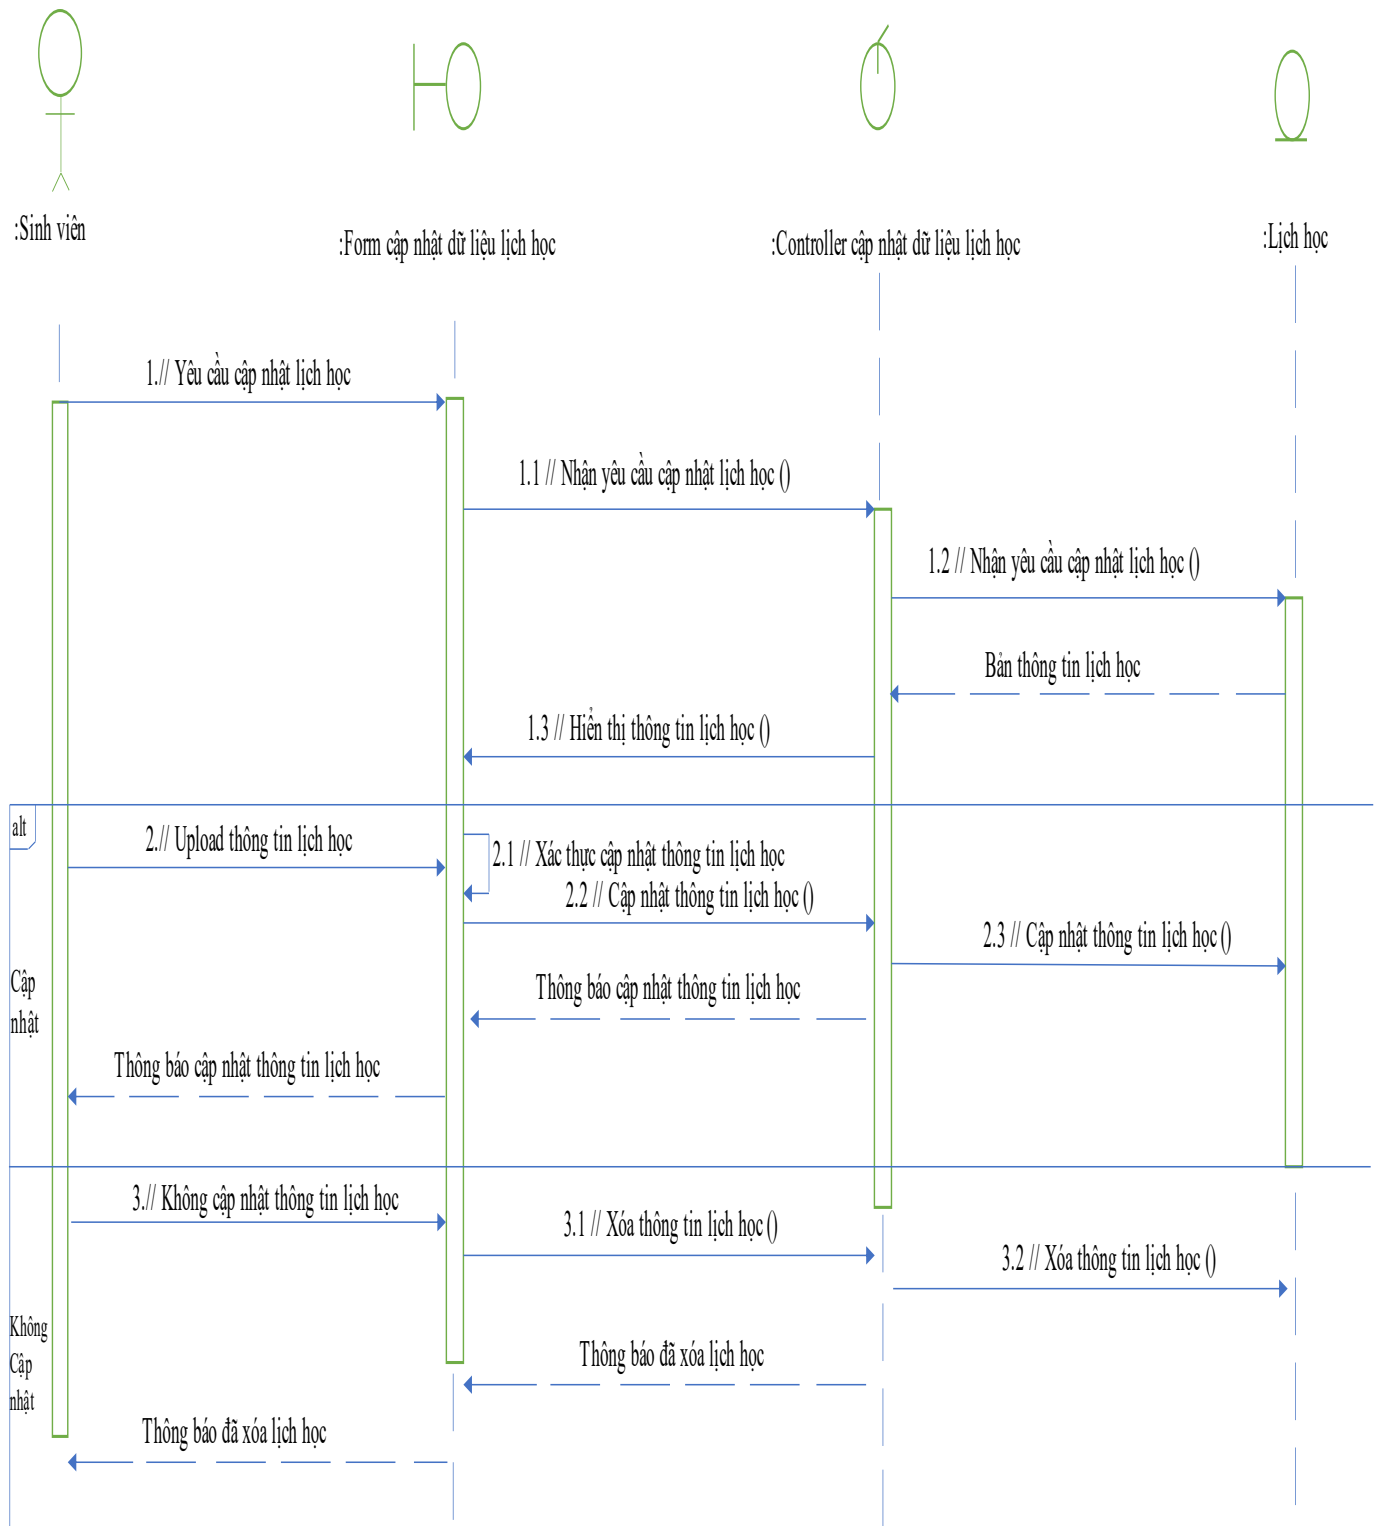 :Sinh viên
:Form cập nhật dữ liệu lịch học
:Controller cập nhật dữ liệu lịch học
:Lịch học
1.// Yêu cầu cập nhật lịch học
1.1 // Nhận yêu cầu cập nhật lịch học ()
1.2 // Nhận yêu cầu cập nhật lịch học ()
Bản thông tin lịch học
1.3 // Hiển thị thông tin lịch học ()
alt
2.// Upload thông tin lịch học
2.1 // Xác thực cập nhật thông tin lịch học
2.2 // Cập nhật thông tin lịch học ()
2.3 // Cập nhật thông tin lịch học ()
Cập
nhật
Thông báo cập nhật thông tin lịch học
Thông báo cập nhật thông tin lịch học
3.// Không cập nhật thông tin lịch học
3.1 // Xóa thông tin lịch học ()
3.2 // Xóa thông tin lịch học ()
Không
Cập
nhật
Thông báo đã xóa lịch học
Thông báo đã xóa lịch học